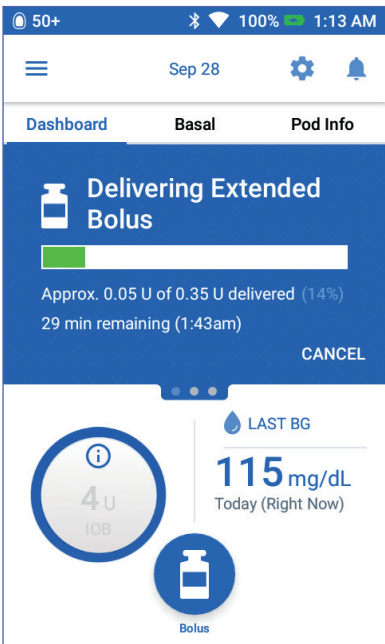 50+ 100% 1:13 AM
Sep 28
Dashboard Basal Pod Info
Delivering Extended
Bolus
Approx. 0.05 U of 0.35 U delivered (14%)
29 min remaining (1:43am)
CANCEL
LAST BG
115 mg/dL
Today (Right Now)
4 U
IOB
Bolus